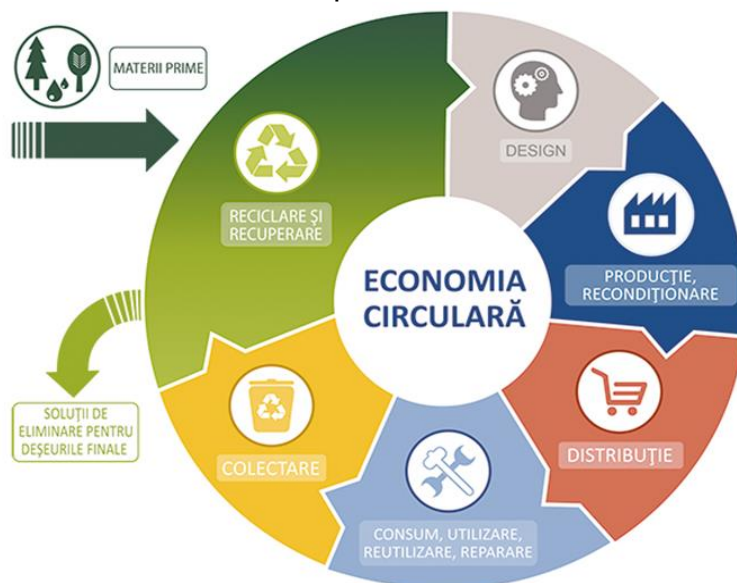 MATERII PRIME
DESIGN
RECICLARE ȘI
RECUPERARE
PRODUCȚIE,
RECONDIȚIONARE
ECONOMIA
CIRCULARĂ
SOLUȚII DE
ELIMINARE PENTRU
DEȘEURILE FINALE
COLECTARE
DISTRIBUȚIE
CONSUM, UTILIZARE,
REUTILIZARE, REPARARE